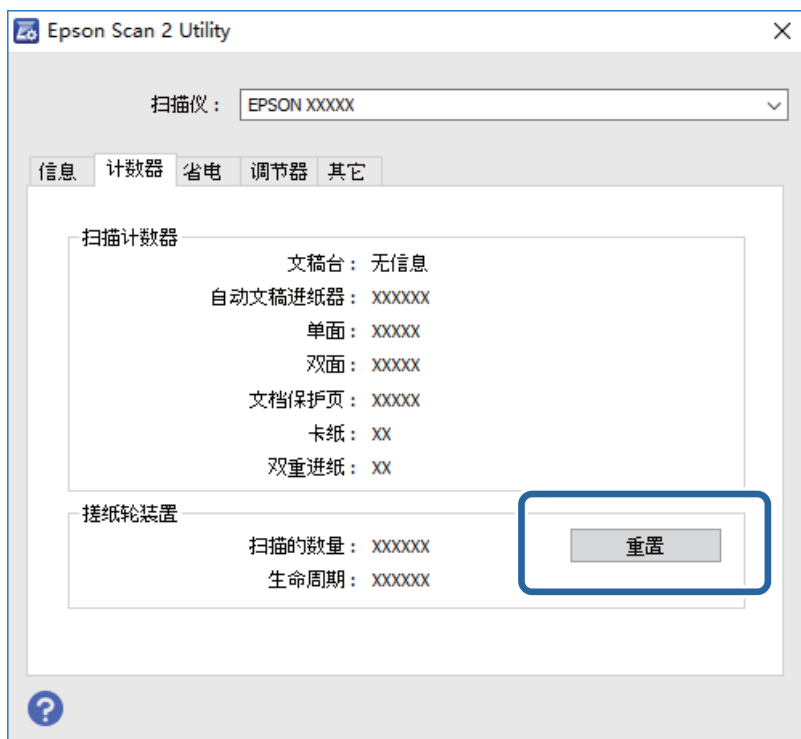 Epson Scan 2 Utility
扫描仪： EPSON XXXXX
信息 计数器 省电 调节器 其它
扫描计数器
文稿台： 无信息
自动文稿进纸器： XXXXXX
单面： XXXXX
双面： XXXXX
文档保护页： XXXXX
卡纸： XX
双重进纸： XX
搓纸轮装置
扫描的数量： XXXXXX 重置
生命周期： XXXXXX
?